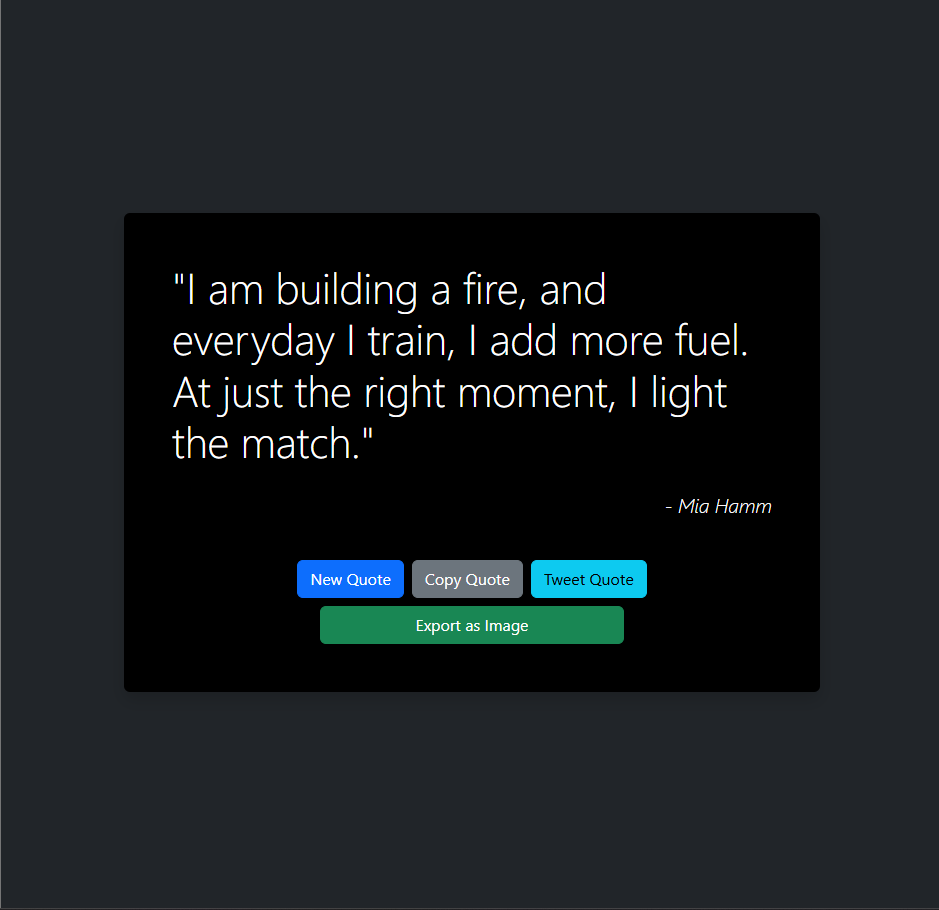 "I am building a fire, and
everyday I train, I add more fuel.
At just the right moment, I light
the match."
- Mia Hamm
New Quote Copy Quote Tweet Quote
Export as Image